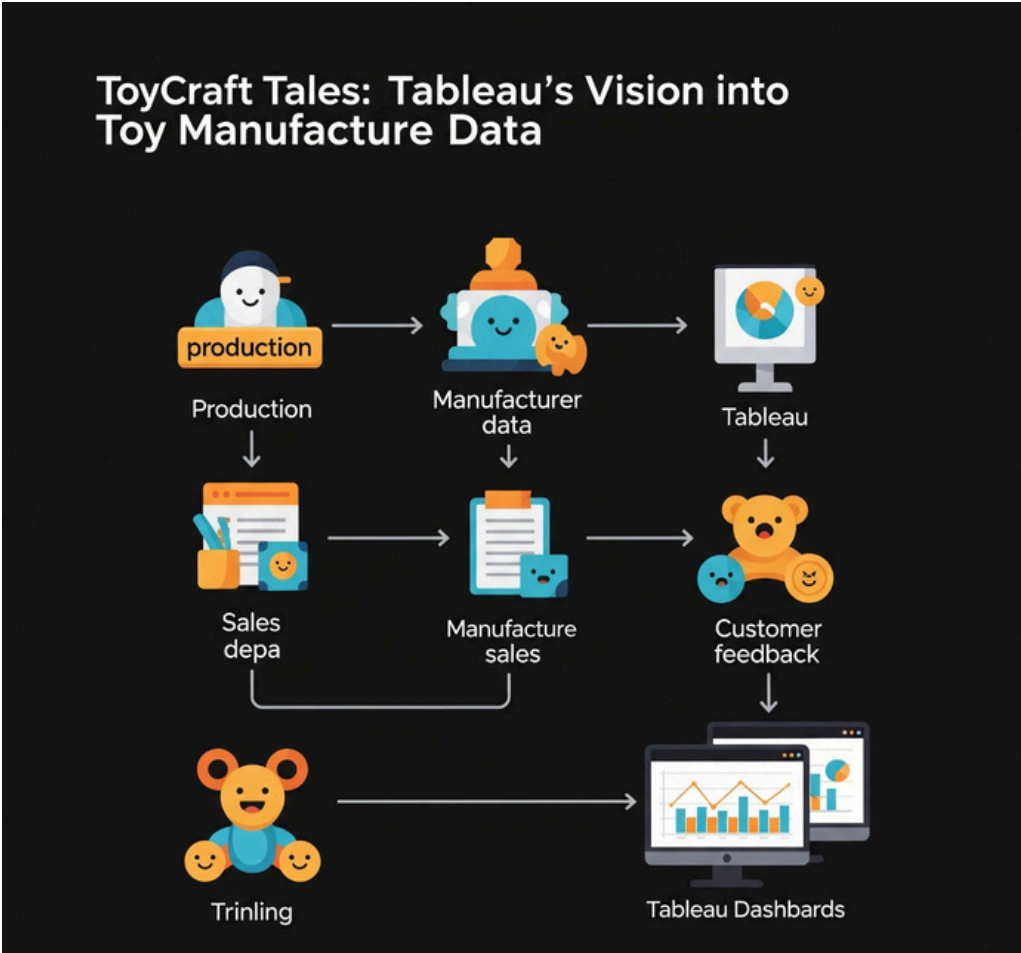 ToyCraft Tales: Tableau's Vision into
Toy Manufacture Data
production
Production
Manufacturer
data
Tableau
Sales
depa
Manufacture
sales
Customer
feedback
Trinling
Tableau Dashbards